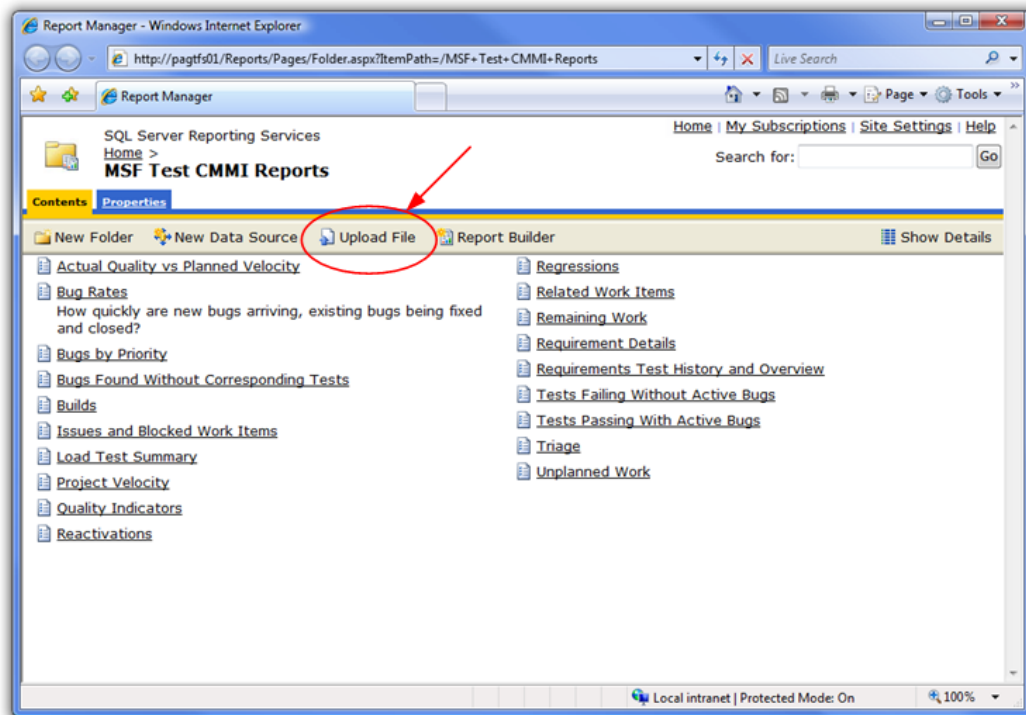 Report Manager - Windows Internet Explorer
http://pagtfs01/Reports/Pages/Folder.aspx?ItemPath=/MSF+Test+CMMI+Reports
Live Search
Report Manager
Page
Tools
SQL Server Reporting Services
Home >
MSF Test CMMI Reports
Home | My Subscriptions | Site Settings | Help
Search for:
Go
Contents
Properties
New Folder
New Data Source
Upload File
Report Builder
Show Details
Actual Quality vs Planned Velocity
Bug Rates
How quickly are new bugs arriving, existing bugs being fixed
and closed?
Bugs by Priority
Bugs Found Without Corresponding Tests
Builds
Issues and Blocked Work Items
Load Test Summary
Project Velocity
Quality Indicators
Reactivations
Regressions
Related Work Items
Remaining Work
Requirement Details
Requirements Test History and Overview
Tests Failing Without Active Bugs
Tests Passing With Active Bugs
Triage
Unplanned Work
Local intranet | Protected Mode: On
100%